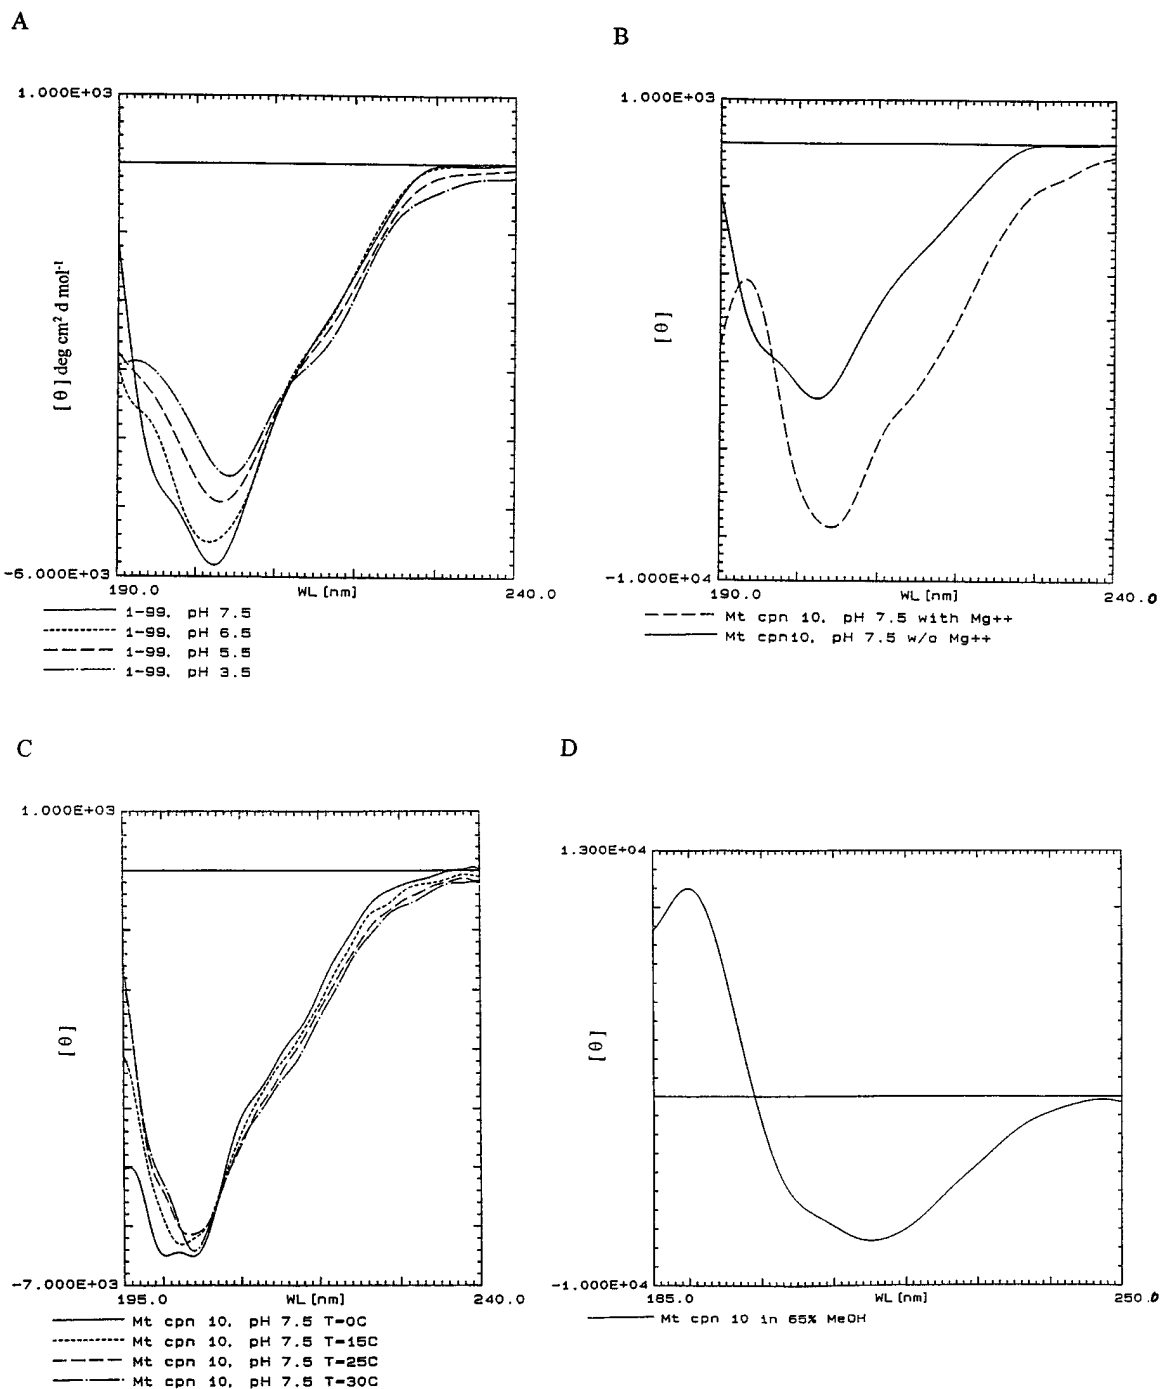 A
1.000E+03
[θ] deg cm² d mol⁻¹
-6.000E+03
190.0
WL[nm]
240.0
1-99, pH 7.5
1-99, pH 6.5
1-99, pH 5.5
1-99, pH 3.5
B
1.000E+03
[θ]
-1.000E+04
190.0
WL[nm]
240.0
Mt cpn 10, pH 7.5 with Mg++
Mt cpn10, pH 7.5 w/o Mg++
C
1.000E+03
[θ]
-7.000E+03
195.0
WL[nm]
240.0
Mt cpn 10, pH 7.5 T=0C
Mt cpn 10, pH 7.5 T=15C
Mt cpn 10, pH 7.5 T=25C
Mt cpn 10, pH 7.5 T=30C
D
1.300E+04
[θ]
-1.000E+04
185.0
WL[nm]
250.0
Mt cpn 10 in 65% MeOH